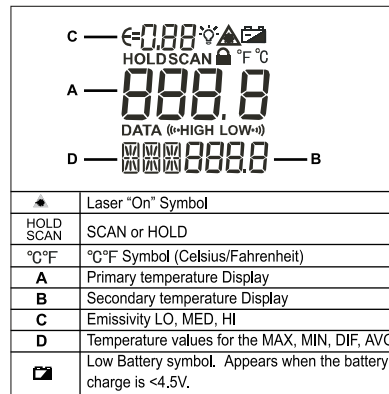 C ϵ=0.88
HOLD SCAN °F °C
A 888.8
DATA ((•HIGH LOW•))
D 888.8 B
Laser “On” Symbol
HOLD SCAN SCAN or HOLD
°C°F °C°F Symbol (Celsius/Fahrenheit)
A Primary temperature Display
B Secondary temperature Display
C Emissivity LO, MED, HI
D Temperature values for the MAX, MIN, DIF, AVG
Low Battery symbol. Appears when the battery
charge is <4.5V.